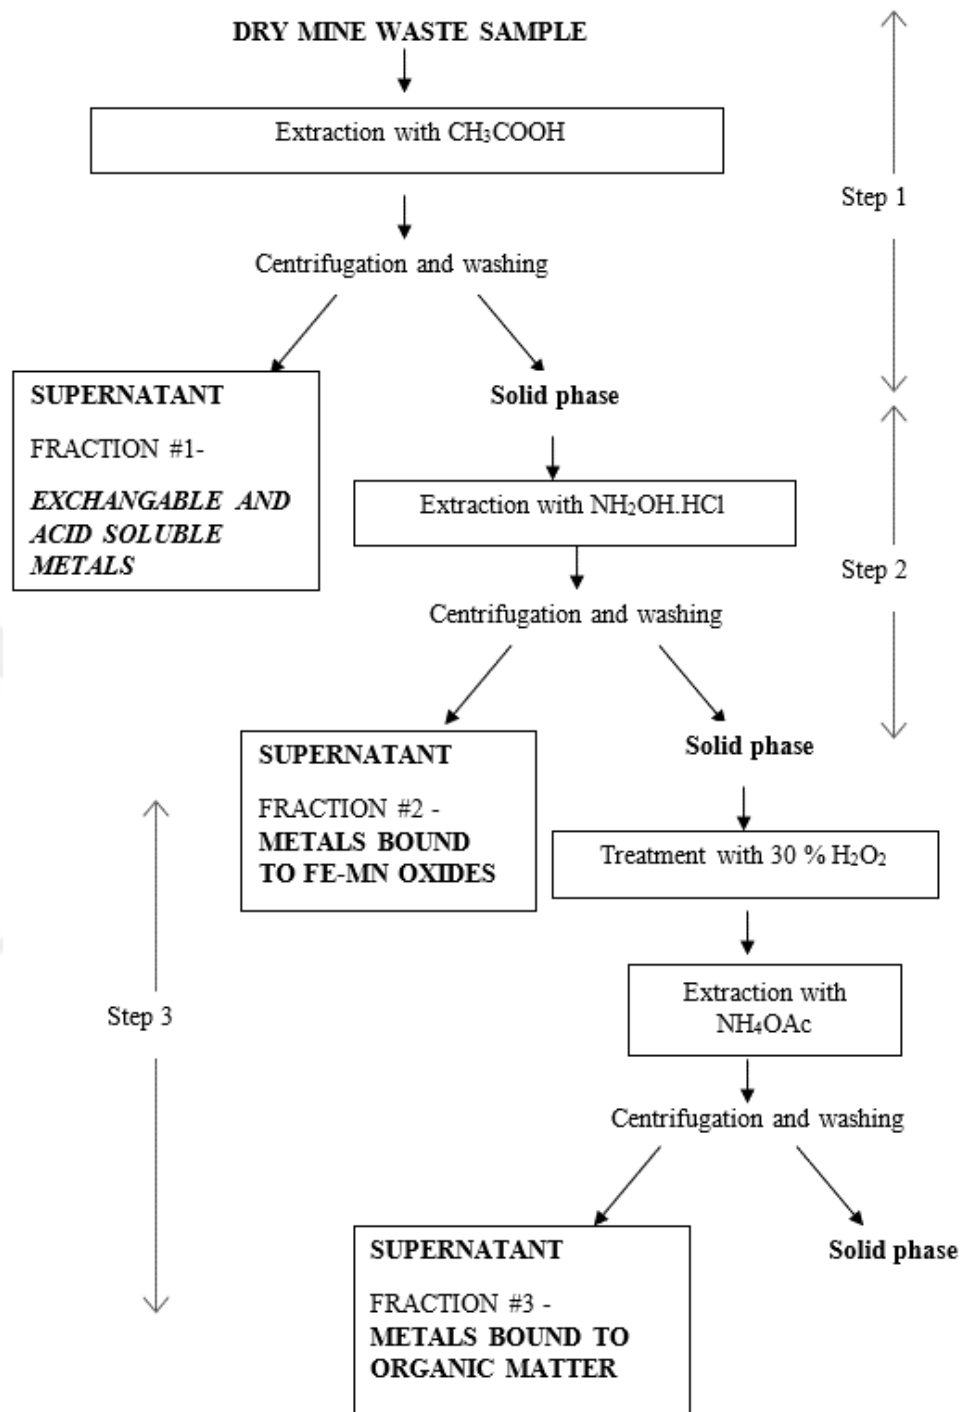 DRY MINE WASTE SAMPLE
Extraction with CH₃COOH
Step 1
Centrifugation and washing
SUPERNATANT
FRACTION #1-
EXCHANGABLE AND
ACID SOLUBLE
METALS
Solid phase
Extraction with NH₂OH.HCl
Step 2
Centrifugation and washing
SUPERNATANT
FRACTION #2 -
METALS BOUND
TO FE-MN OXIDES
Solid phase
Treatment with 30 % H₂O₂
Step 3
Extraction with
NH₄OAc
Centrifugation and washing
SUPERNATANT
FRACTION #3 -
METALS BOUND TO
ORGANIC MATTER
Solid phase